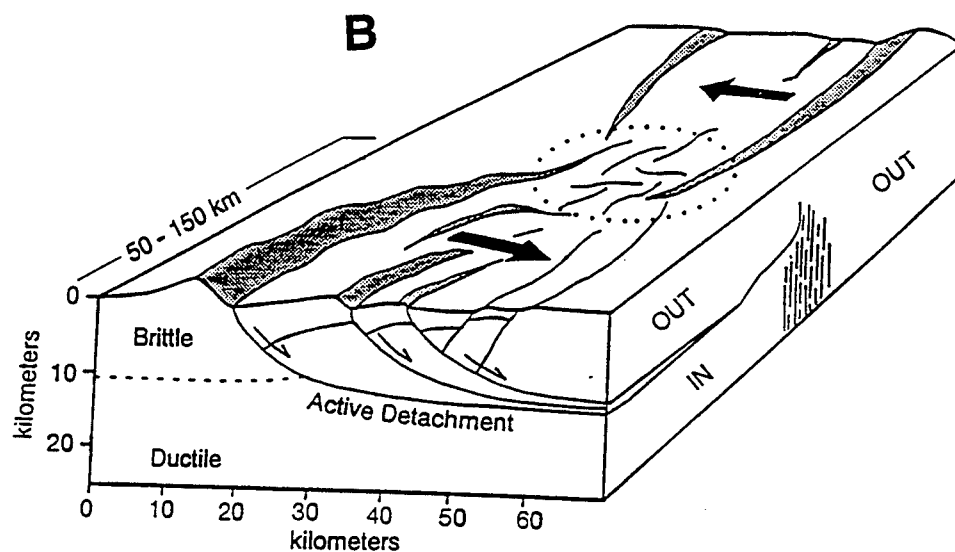 B
50 - 150 km
OUT
OUT
IN
0
Brittle
10
Active Detachment
kilometers
20
Ductile
0 10 20 30 40 50 60
kilometers